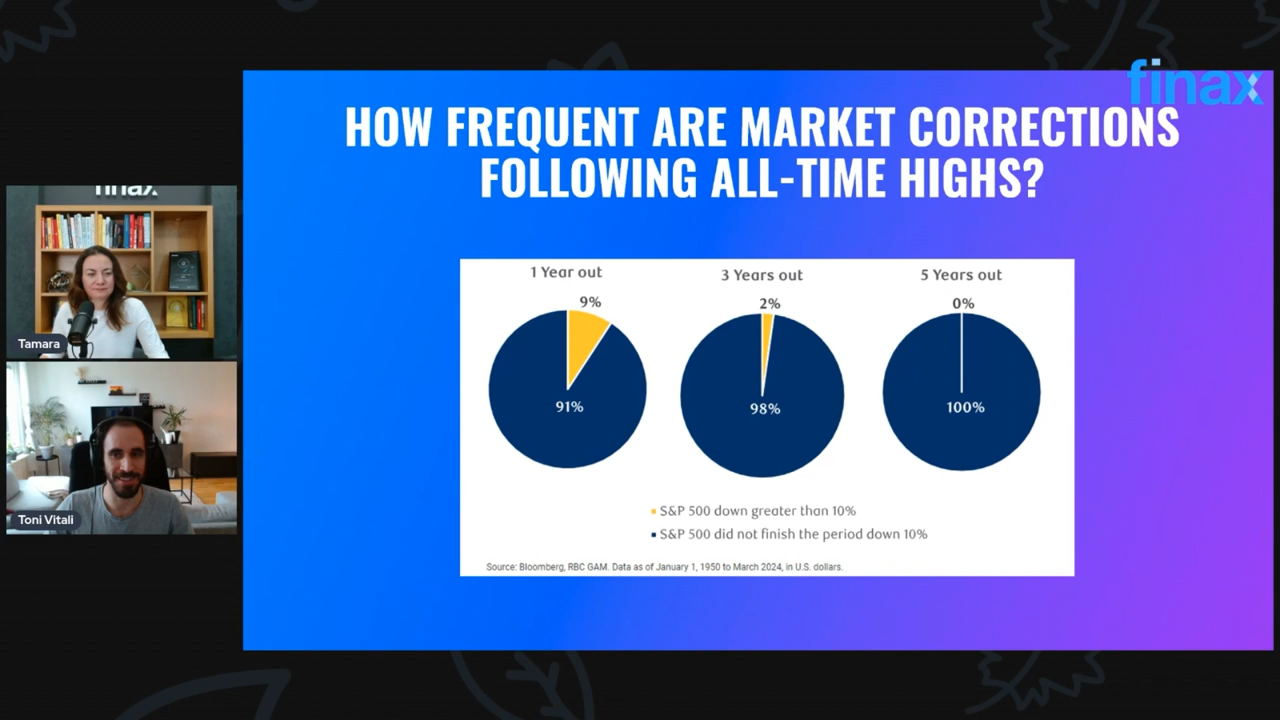 finax
HOW FREQUENT ARE MARKET CORRECTIONS
FOLLOWING ALL-TIME HIGHS?
finax
Tamara
Toni Vitali
1 Year out
9%
91%
3 Years out
2%
98%
5 Years out
0%
100%
S&P 500 down greater than 10%
S&P 500 did not finish the period down 10%
Source: Bloomberg, RBC GAM. Data as of January 1, 1950 to March 2024, in U.S. dollars.